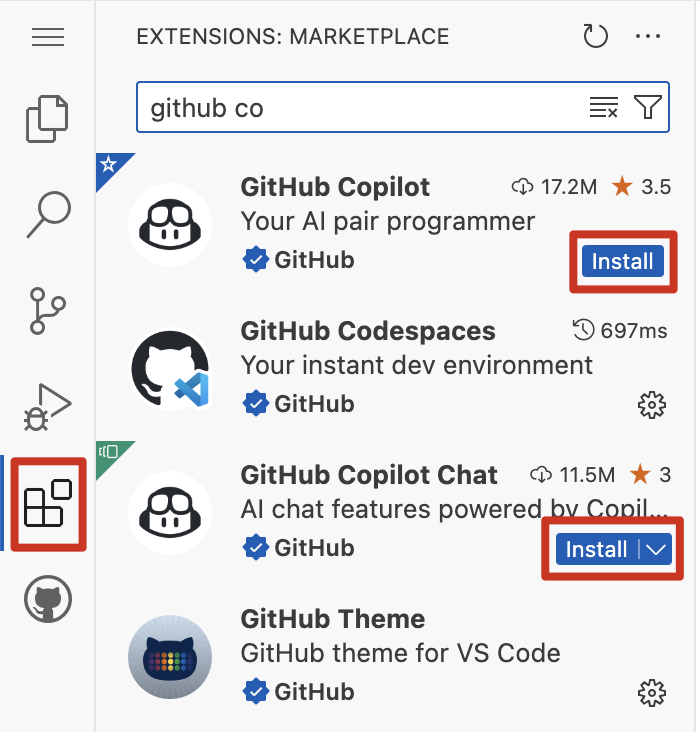 EXTENSIONS: MARKETPLACE
github co
GitHub Copilot 17.2M 3.5
Your AI pair programmer
GitHub Install
GitHub Codespaces 697ms
Your instant dev environment
GitHub
GitHub Copilot Chat 11.5M 3
AI chat features powered by Copil...
GitHub Install
GitHub Theme
GitHub theme for VS Code
GitHub